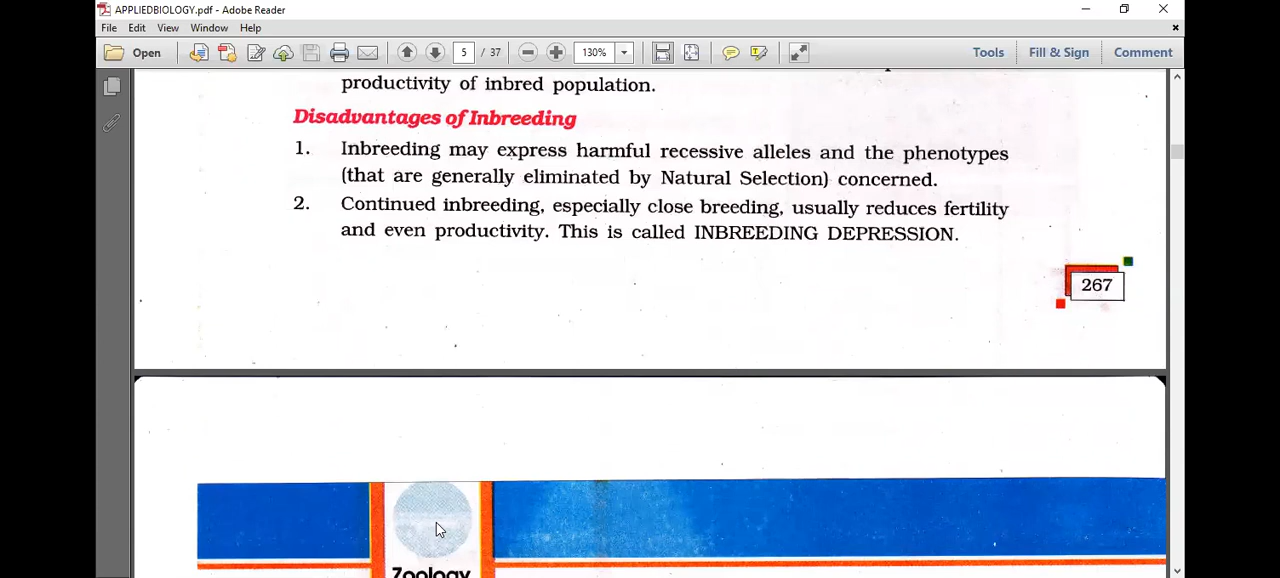 APPLIEDBIOLOGY.pdf - Adobe Reader
File Edit View Window Help
Open 5 / 37 130% Tools Fill & Sign Comment
productivity of inbred population.
Disadvantages of Inbreeding
1. Inbreeding may express harmful recessive alleles and the phenotypes
(that are generally eliminated by Natural Selection) concerned.
2. Continued inbreeding, especially close breeding, usually reduces fertility
and even productivity. This is called INBREEDING DEPRESSION.
267
Zoology